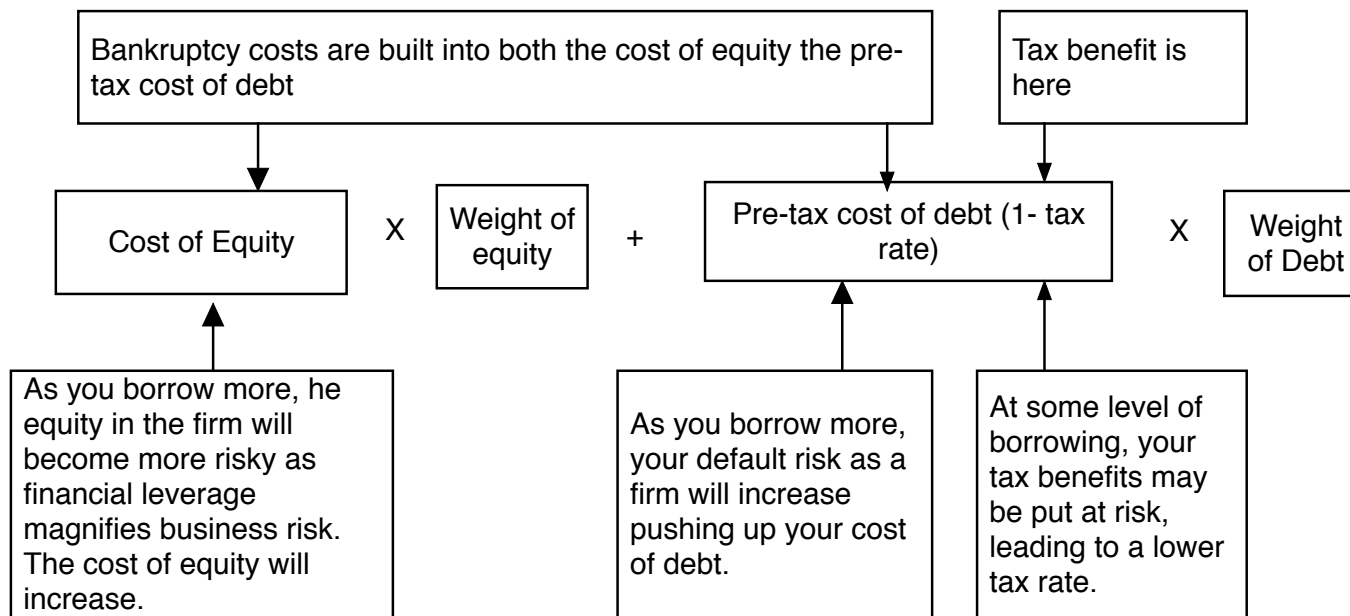 Bankruptcy costs are built into both the cost of equity the pre-
tax cost of debt
Tax benefit is
here
Cost of Equity
X
Weight of
equity
+
Pre-tax cost of debt (1- tax
rate)
X
Weight
of Debt
As you borrow more, he
equity in the firm will
become more risky as
financial leverage
magnifies business risk.
The cost of equity will
increase.
As you borrow more,
your default risk as a
firm will increase
pushing up your cost
of debt.
At some level of
borrowing, your
tax benefits may
be put at risk,
leading to a lower
tax rate.